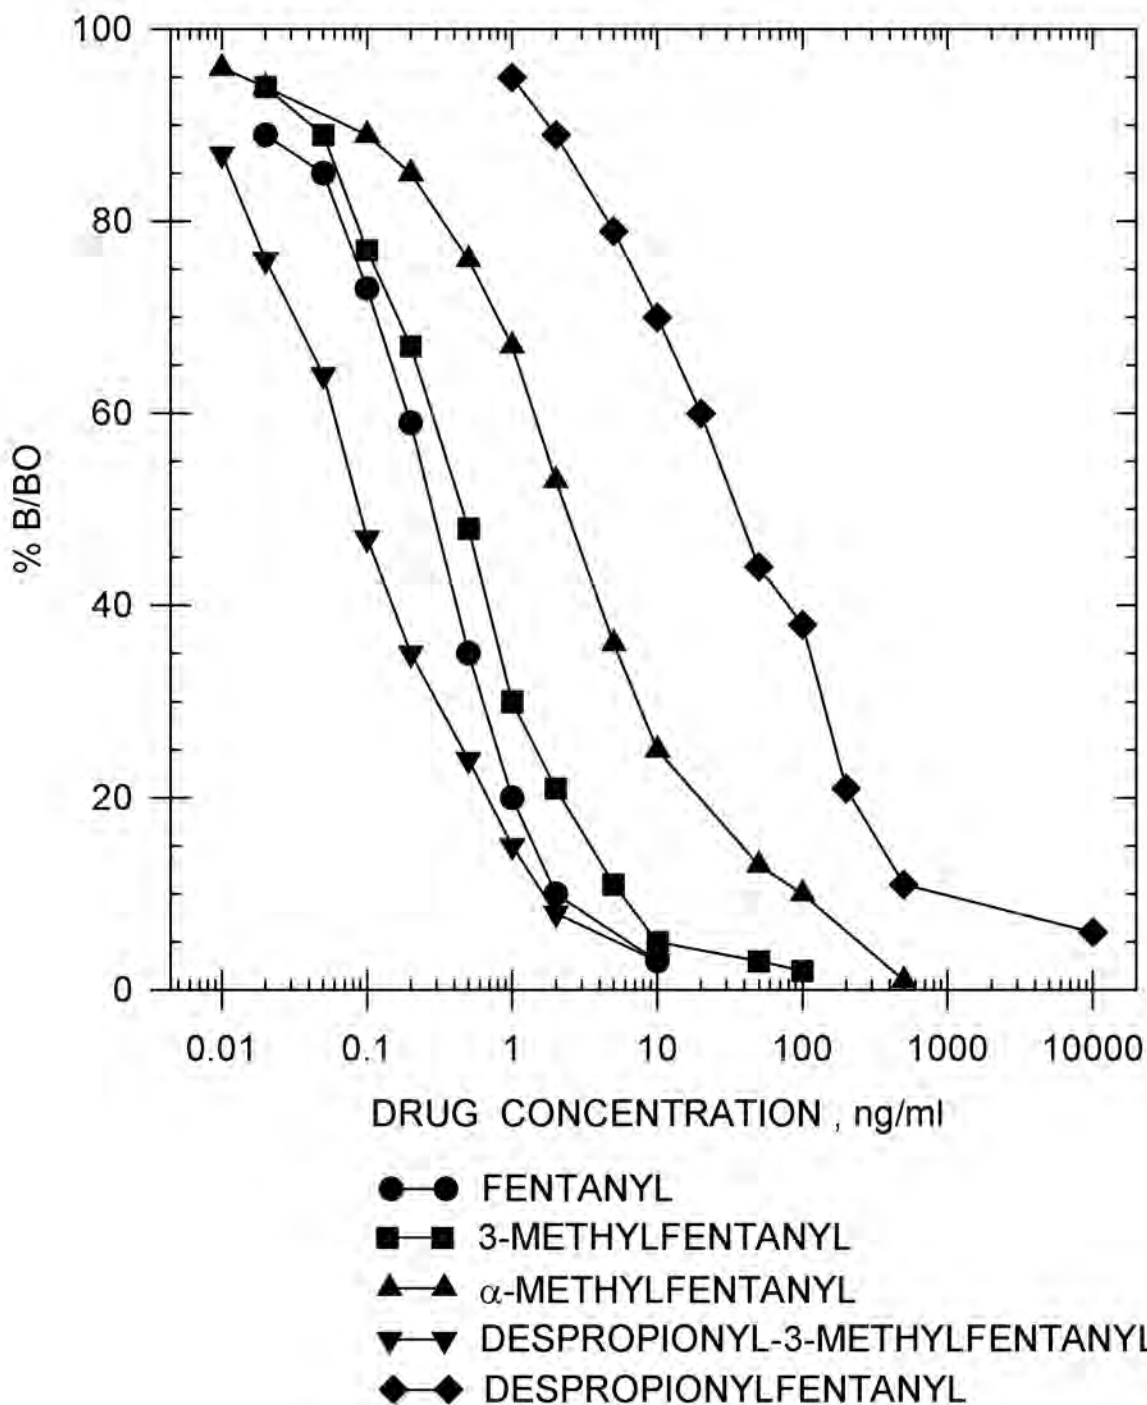 100
80
60
40
20
0
% B/BO
0.01 0.1 1 10 100 1000 10000
DRUG CONCENTRATION , ng/ml
FENTANYL
3-METHYLFENTANYL
α-METHYLFENTANYL
DESPROPIONYL-3-METHYLFENTANYL
DESPROPIONYLFENTANYL